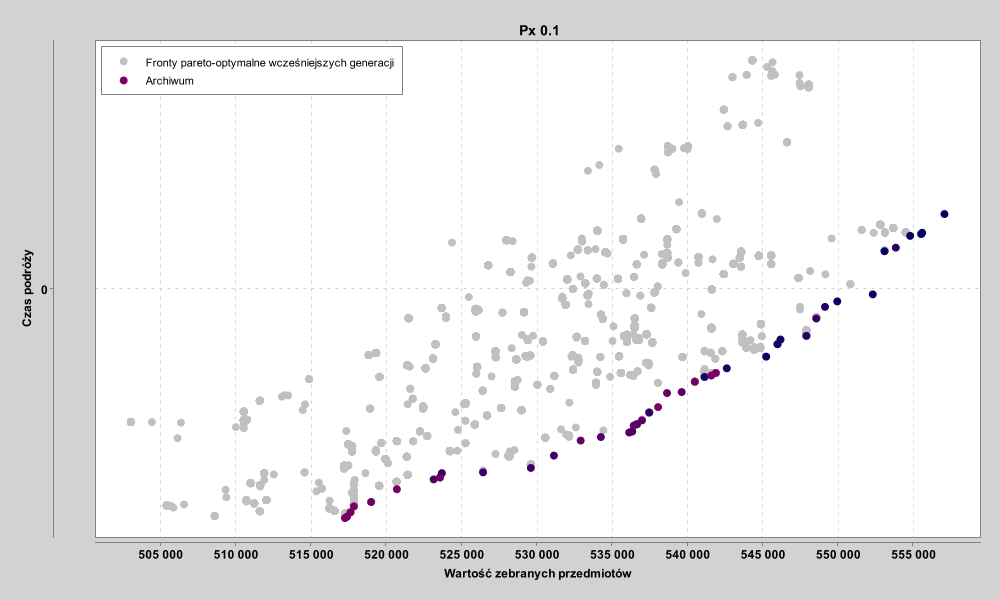 Px 0.1
Fronty pareto-optymalne wcześniejszych generacji
Archiwum
Czas podróży
0
505 000 510 000 515 000 520 000 525 000 530 000 535 000 540 000 545 000 550 000 555 000
Wartość zebranych przedmiotów